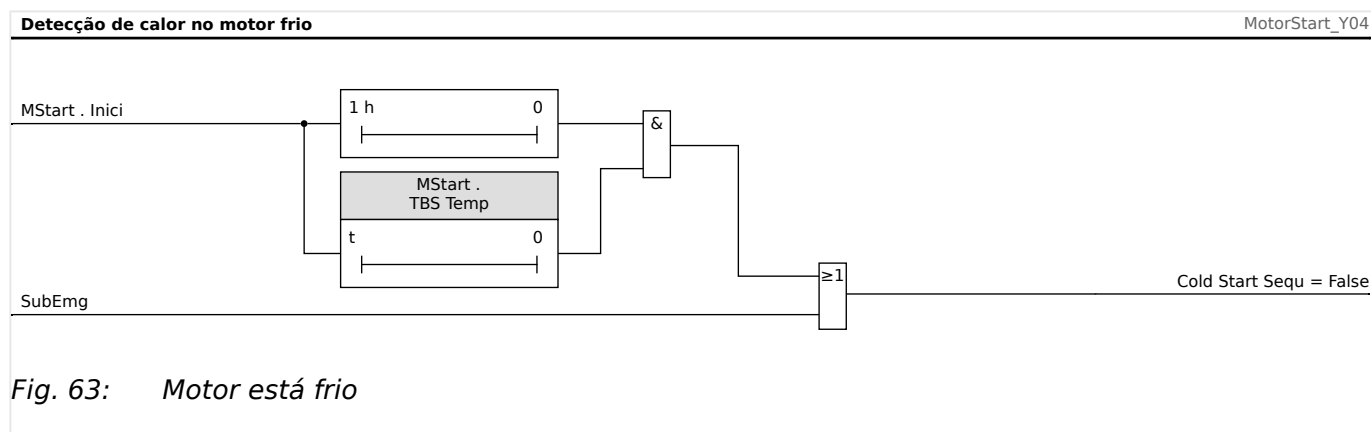 Detecção de calor no motor frio
MotorStart_Y04
MStart . Inici
1 h 0
&
MStart .
TBS Temp
t 0
≥1
Cold Start Sequ = False
SubEmg
Fig. 63: Motor está frio